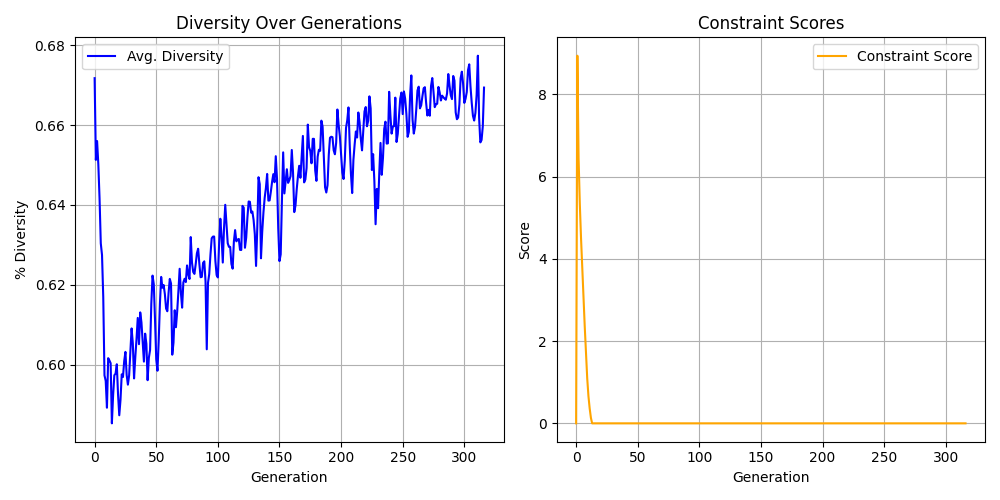 Diversity Over Generations
Avg. Diversity
% Diversity
0.68
0.66
0.64
0.62
0.60
0 50 100 150 200 250 300
Generation
Constraint Scores
Constraint Score
Score
8
6
4
2
0
0 50 100 150 200 250 300
Generation